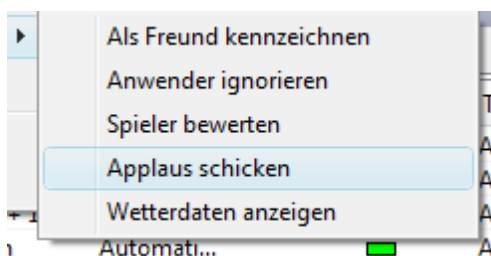 Als Freund kennzeichnen
Anwender ignorieren
Spieler bewerten
Applaus schicken
Wetterdaten anzeigen
Automati...